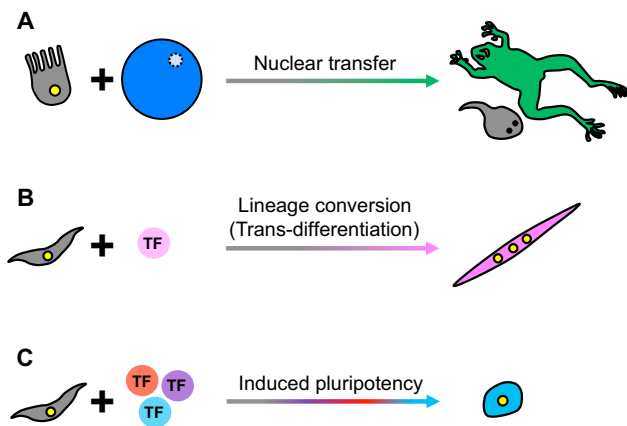 A
+
Nuclear transfer
B
+
TF
Lineage conversion
(Trans-differentiation)
C
+
TF
TF
TF
Induced pluripotency